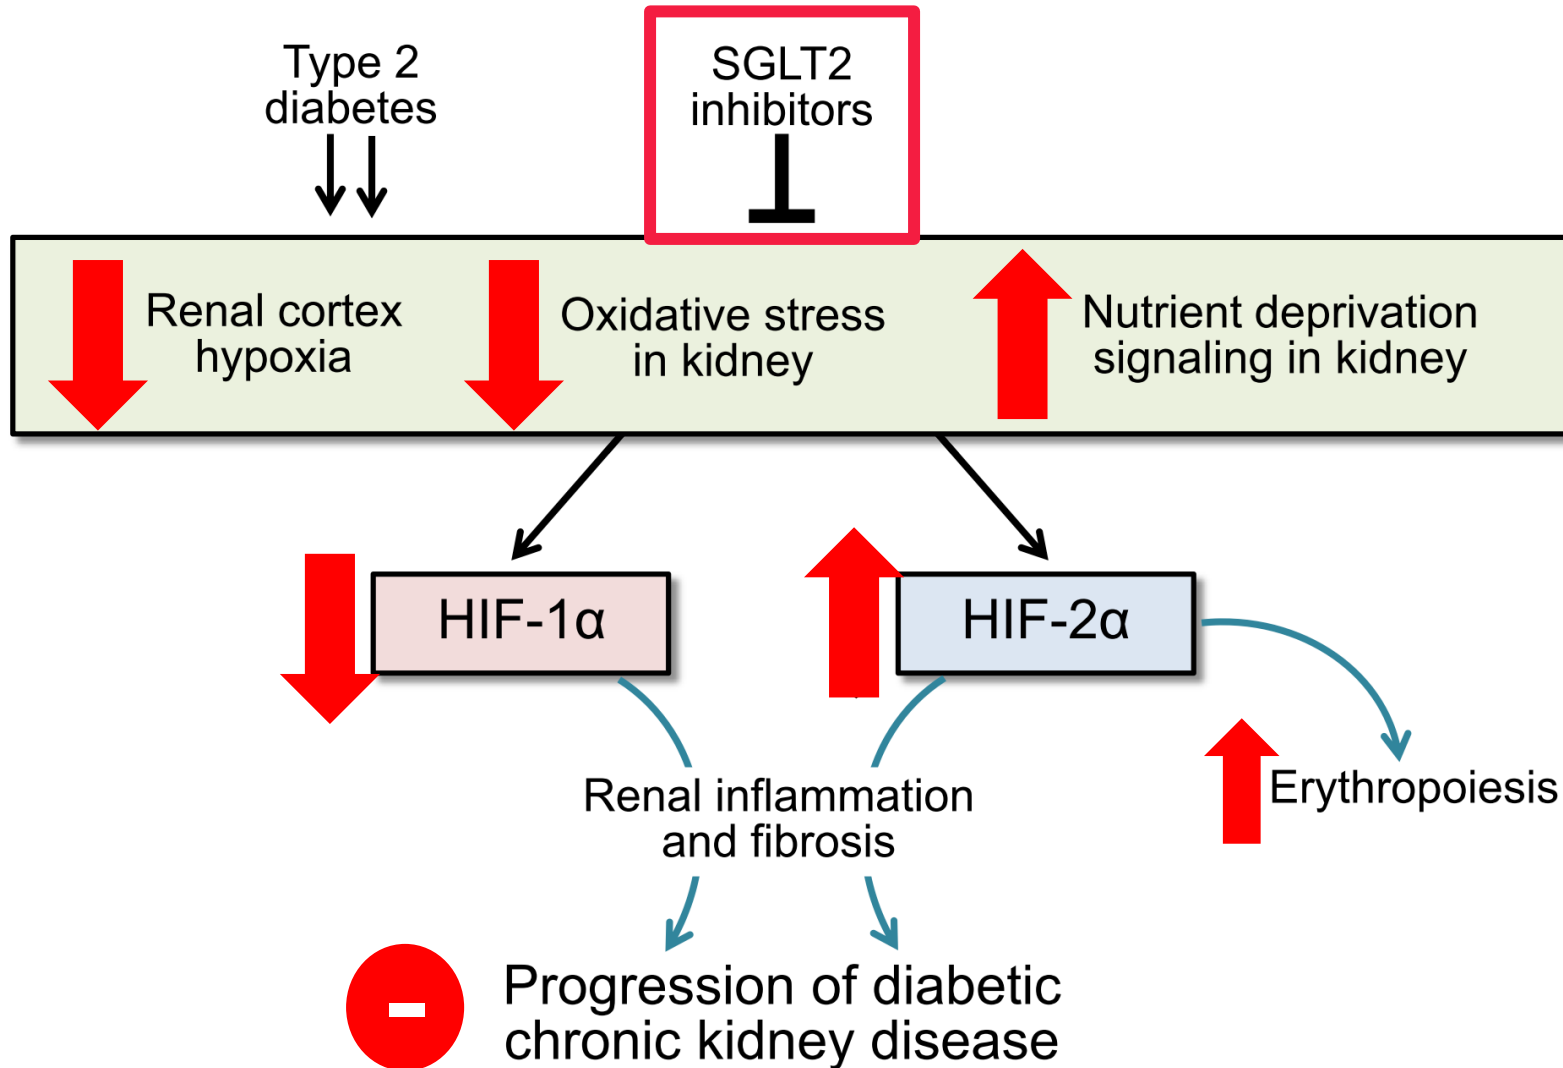 Type 2
diabetes
SGLT2
inhibitors
Renal cortex
hypoxia
Oxidative stress
in kidney
Nutrient deprivation
signaling in kidney
HIF-1α
HIF-2α
Renal inflammation
and fibrosis
Erythropoiesis
-
Progression of diabetic
chronic kidney disease